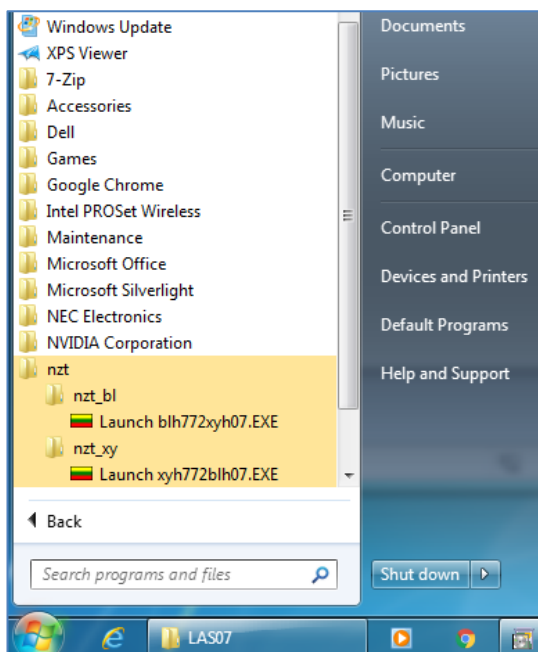 Windows Update
XPS Viewer
7-Zip
Accessories
Dell
Games
Google Chrome
Intel PROSet Wireless
Maintenance
Microsoft Office
Microsoft Silverlight
NEC Electronics
NVIDIA Corporation
nzt
nzt_bl
Launch blh772xyh07.EXE
nzt_xy
Launch xyh772blh07.EXE
Back
Search programs and files
Documents
Pictures
Music
Computer
Control Panel
Devices and Printers
Default Programs
Help and Support
Shut down
LAS07